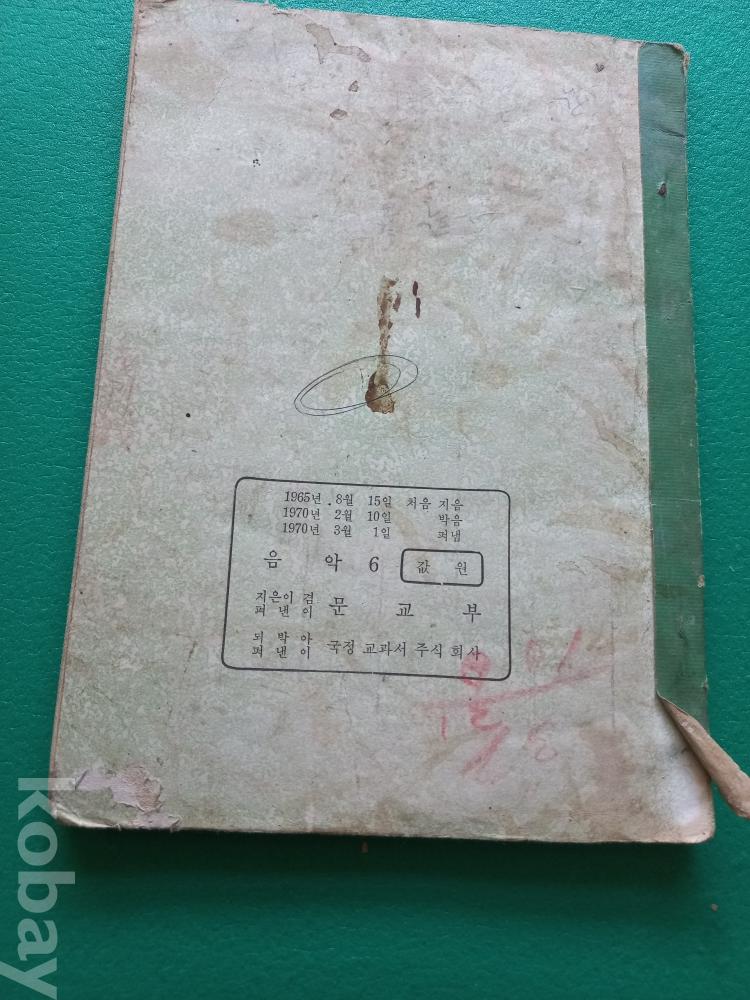 1965년 8월 15일 처음 지음
1970년 2월 10일 박음
1970년 3월 1일 펴냄
음 악 6 값 원
지은이 겸
펴 낸 이 문 교 부
되 박 아
펴 낸 이 국정 교과서 주식 회사
kobay